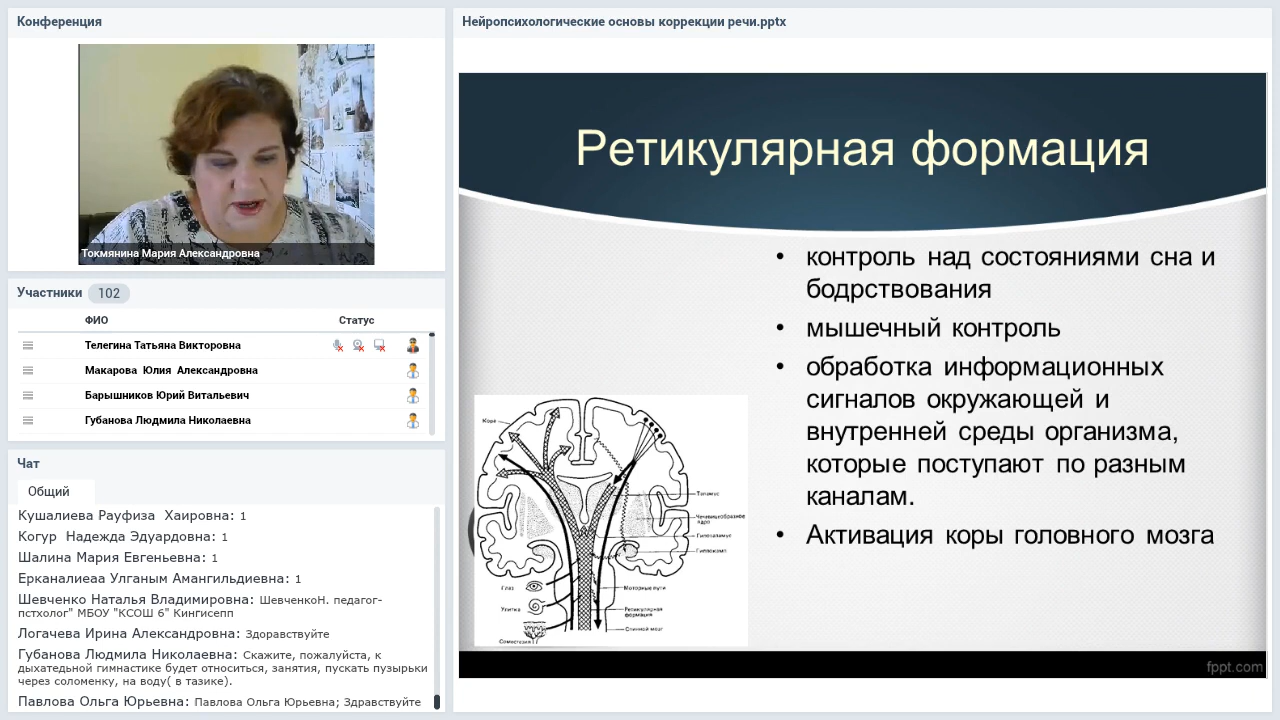 Конференция
Токмянина Мария Александровна
Участники 102
ФИО Статус
Телегина Татьяна Викторовна
Макарова Юлия Александровна
Барышников Юрий Витальевич
Губанова Людмила Николаевна
Чат
Общий
Кушалиева Рауфиза Хаировна: 1
Когур Надежда Эдуардовна: 1
Шалина Мария Евгеньевна: 1
Ерканалиеаа Улганым Амангильдиевна: 1
Шевченко Наталья Владимировна: ШевченкоН. педагог-
пстхолог" МБОУ "КСОШ 6" Кингисепп
Логачева Ирина Александровна: Здоравствуйте
Губанова Людмила Николаевна: Скажите, пожалуйста, к
дыхатедьной гимнастике будет относиться, занятия, пускать пузырьки
через соломенку, на воду( в тазике).
Павлова Ольга Юрьевна: Павлова Ольга Юрьевна; Здравствуйте
Нейропсихологические основы коррекции речи.pptx
Ретикулярная формация
• контроль над состояниями сна и
бодрствования
• мышечный контроль
• обработка информационных
сигналов окружающей и
внутренней среды организма,
которые поступают по разным
каналам.
• Активация коры головного мозга
Кора
Таламус
Чечевицеобразное
ядро
Гипоталамус
Гиппокамп
Глаз
Моторные пути
Улитка
Ретикулярная
формация
Спинной мозг
fppt.com